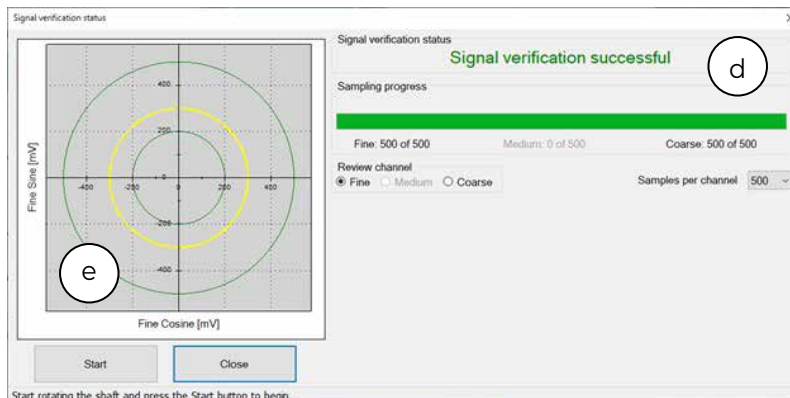 Signal verification status
Signal verification status
Signal verification successful
d
Sampling progress
Fine: 500 of 500
Medium: 0 of 500
Coarse: 500 of 500
Review channel
Fine
Medium
Coarse
Samples per channel
500
Fine Sine [mV]
400
200
-400
-200
0
200
400
-200
-400
e
Fine Cosine [mV]
Start
Close
Start rotating the shaft and press the Start button to begin.